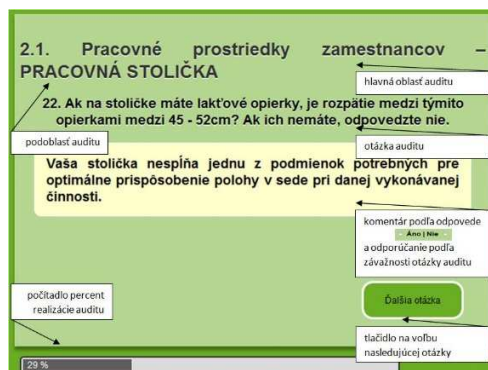 2.1. Pracovné prostriedky zamestnancov –
PRACOVNÁ STOLIČKA
hlavná oblasť auditu
22. Ak na stoličke máte lakťové opierky, je rozpätie medzi týmito
opierkami medzi 45 - 52cm? Ak ich nemáte, odpovedzte nie.
podoblasť auditu
otázka auditu
Vaša stolička nespĺňa jednu z podmienok potrebných pre
optimálne prispôsobenie polohy v sede pri danej vykonávanej
činnosti.
komentár podľa odpovede
Áno | Nie
a odporúčanie podľa
závažnosti otázky auditu
počítadlo percent
realizácie auditu
Ďalšia otázka
tlačidlo na voľbu
nasledujúcej otázky
29 %